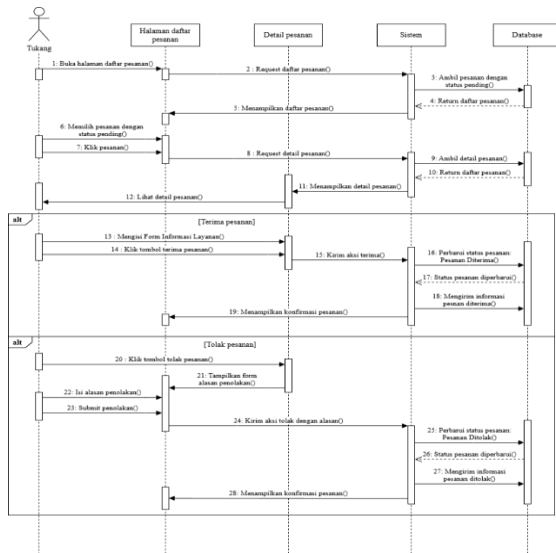 Tukang
Halaman daftar
pesanan
Detail pesanan
Sistem
Database
1: Buka halaman daftar pesanan()
2 : Request daftar pesanan()
3 : Ambil pesanan dengan
status pending()
4 : Return daftar pesanan()
5 : Menampilkan daftar pesanan()
6: Memilih pesanan dengan
status pending()
7 : Klik pesanan()
8 : Request detail pesanan()
9 : Ambil detail pesanan()
10 : Return daftar pesanan()
11 : Menampilkan detail pesanan()
12 : Lihat detail pesanan()
alt
[Terima pesanan]
13 : Mengisi Form Informasi Layanan()
14 : Klik tombol terima pesanan()
15 : Kirim aksi terima()
16 : Perbarui status pesanan:
Pesanan Diterima()
17 : Status pesanan diperbarui()
18 : Mengirim informasi
pesnan diterima()
19 : Menampilkan konfirmasi pesanan()
alt
[Tolak pesanan]
20 : Klik tombol tolak pesanan()
21: Tampilkan form
alasan penolakan()
22: Isi alasan penolakan()
23: Submit penolakan()
24: Kirim aksi tolak dengan alasan()
25: Perbarui status pesanan:
Pesanan Ditolak()
26: Status pesanan diperbarui()
27: Mengirim informasi
pesanan ditolak()
28: Menampilkan konfirmasi pesanan()